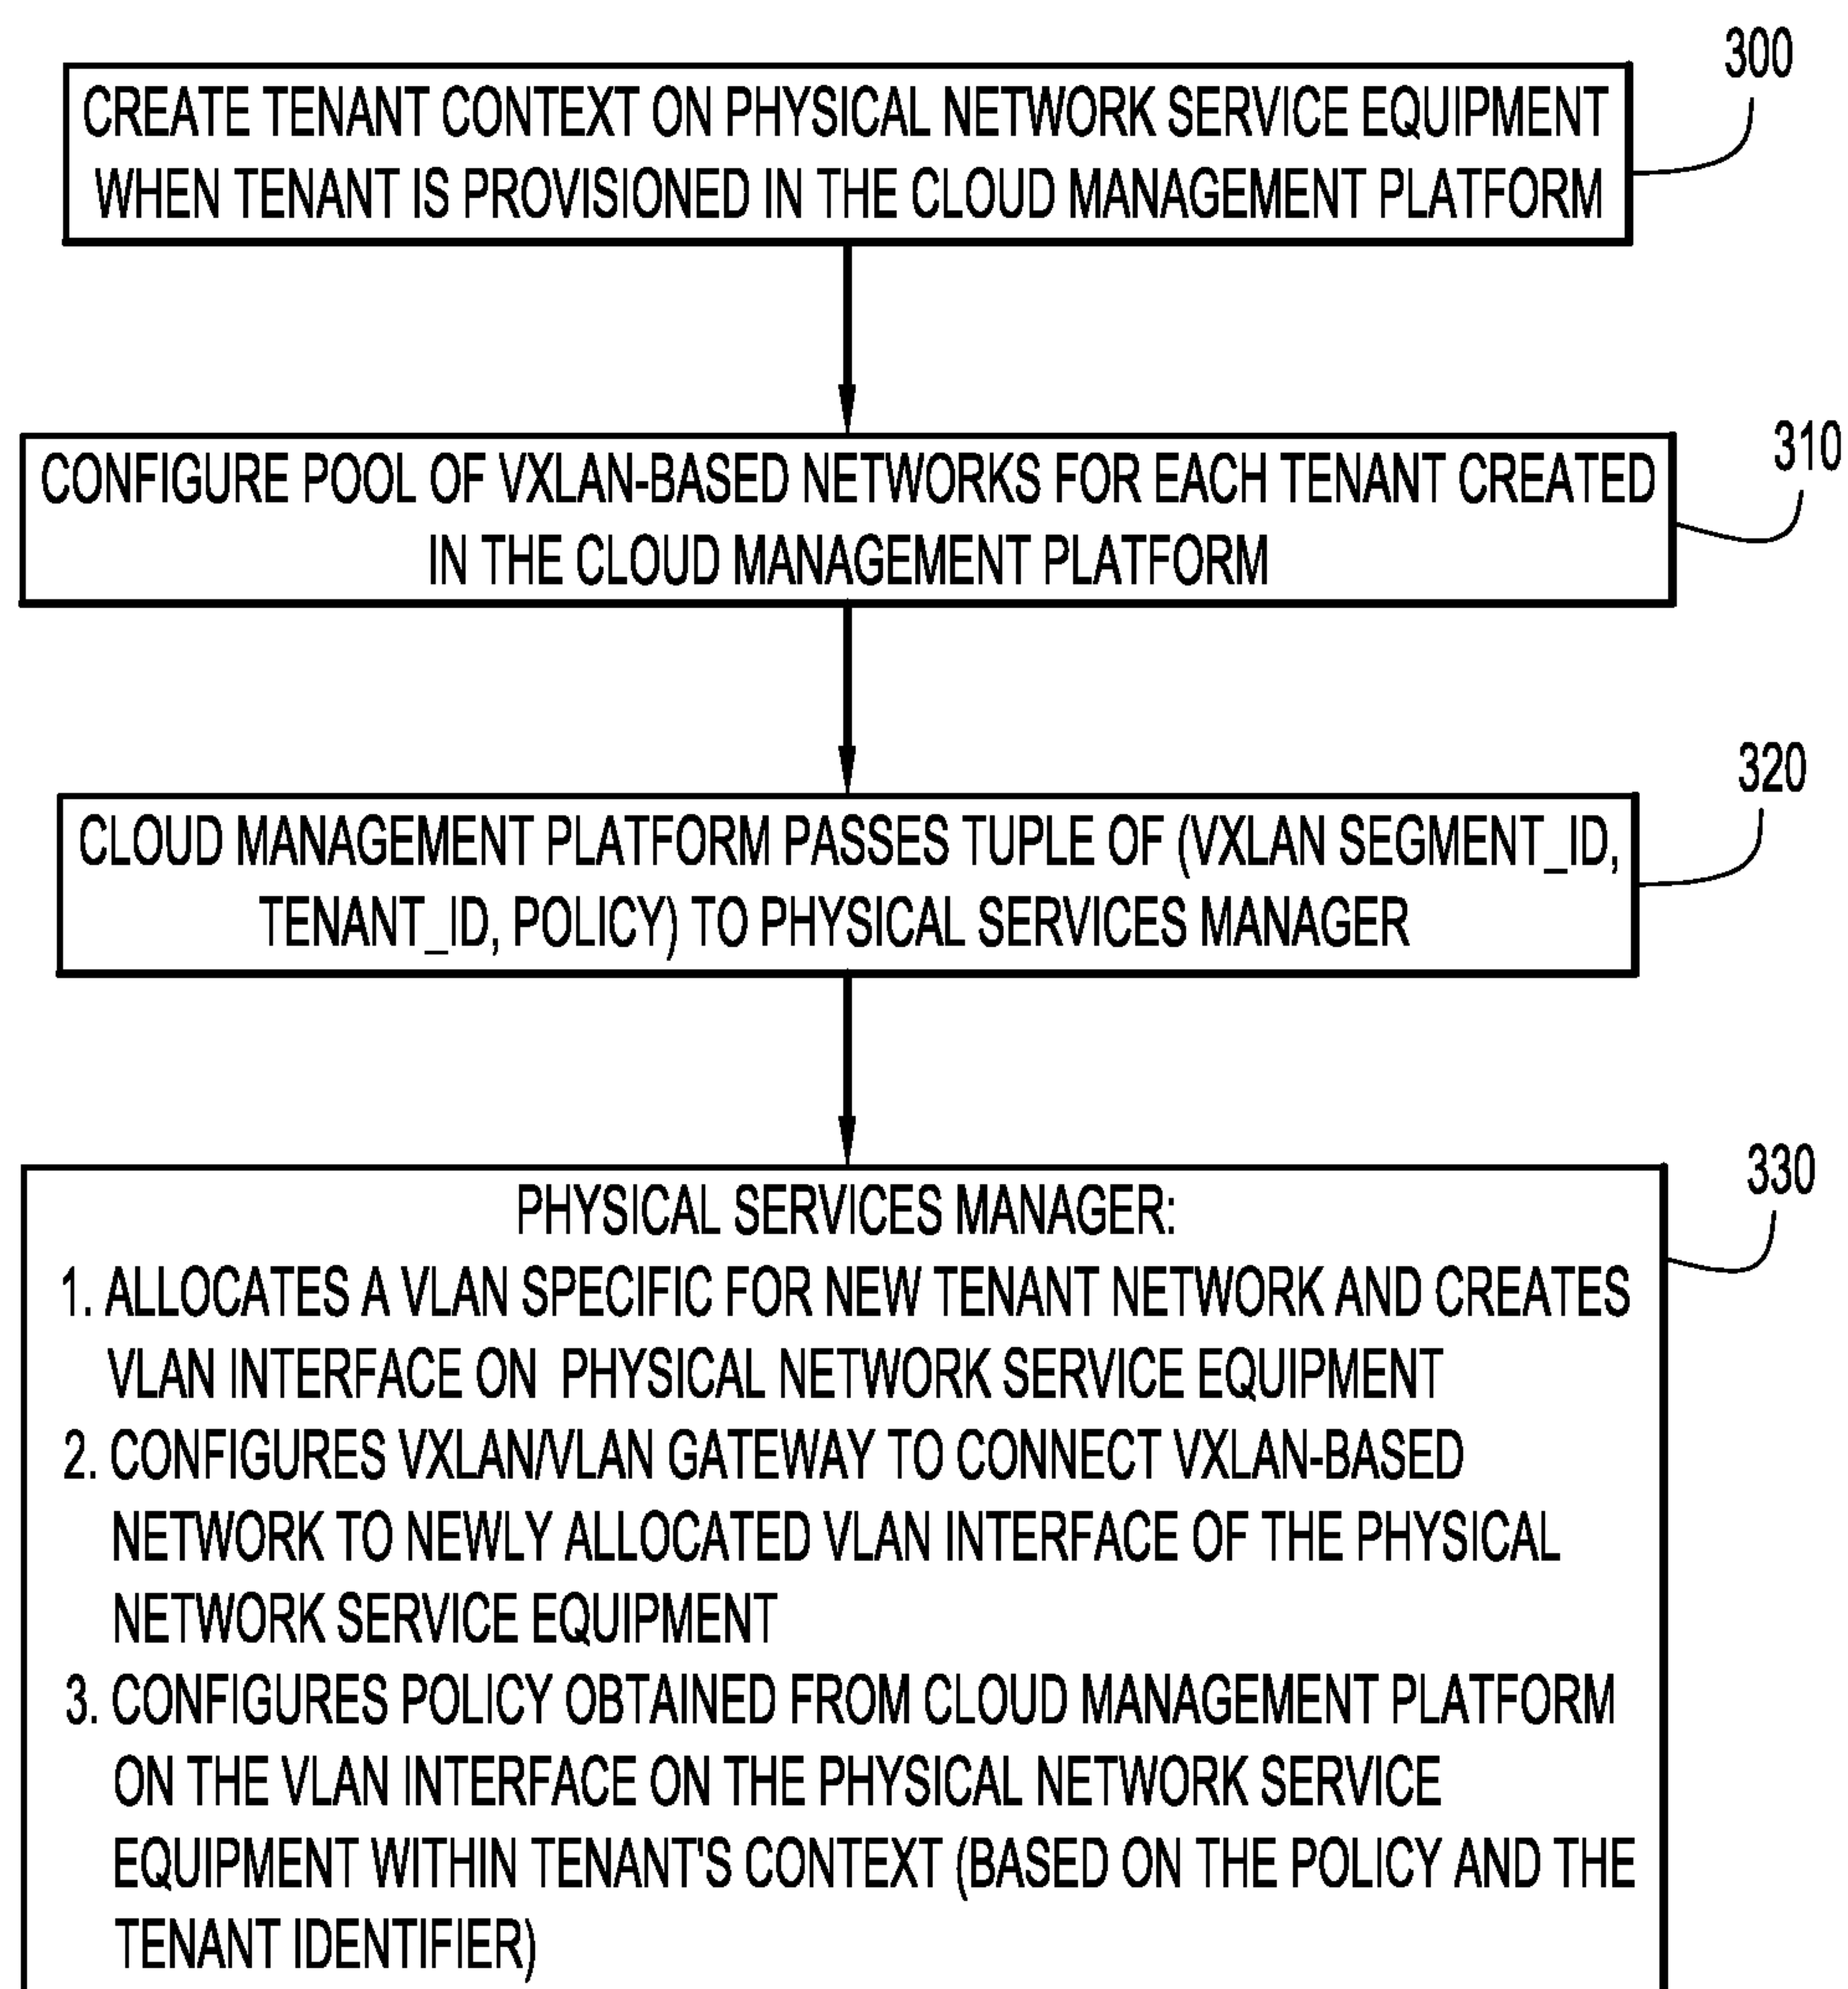 300
CREATE TENANT CONTEXT ON PHYSICAL NETWORK SERVICE EQUIPMENT
WHEN TENANT IS PROVISIONED IN THE CLOUD MANAGEMENT PLATFORM
310
CONFIGURE POOL OF VXLAN-BASED NETWORKS FOR EACH TENANT CREATED
IN THE CLOUD MANAGEMENT PLATFORM
320
CLOUD MANAGEMENT PLATFORM PASSES TUPLE OF (VXLAN SEGMENT_ID,
TENANT_ID, POLICY) TO PHYSICAL SERVICES MANAGER
330
PHYSICAL SERVICES MANAGER:
1. ALLOCATES A VLAN SPECIFIC FOR NEW TENANT NETWORK AND CREATES
VLAN INTERFACE ON PHYSICAL NETWORK SERVICE EQUIPMENT
2. CONFIGURES VXLAN/VLAN GATEWAY TO CONNECT VXLAN-BASED
NETWORK TO NEWLY ALLOCATED VLAN INTERFACE OF THE PHYSICAL
NETWORK SERVICE EQUIPMENT
3. CONFIGURES POLICY OBTAINED FROM CLOUD MANAGEMENT PLATFORM
ON THE VLAN INTERFACE ON THE PHYSICAL NETWORK SERVICE
EQUIPMENT WITHIN TENANT'S CONTEXT (BASED ON THE POLICY AND THE
TENANT IDENTIFIER)